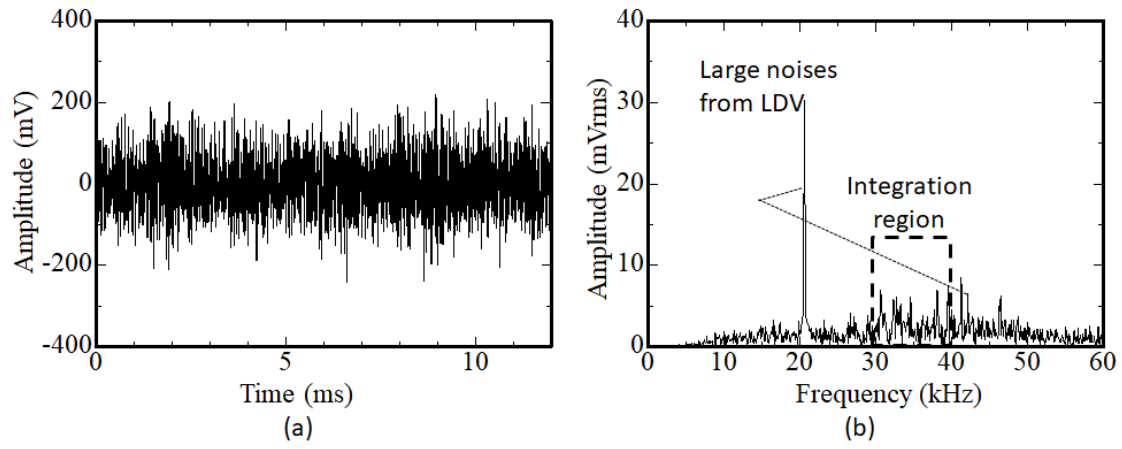 400
200
0
-200
-400
Amplitude (mV)
0 5 10
Time (ms)
(a)
40
30
20
10
0
Amplitude (mVrms)
Large noises
from LDV
Integration
region
0 10 20 30 40 50 60
Frequency (kHz)
(b)